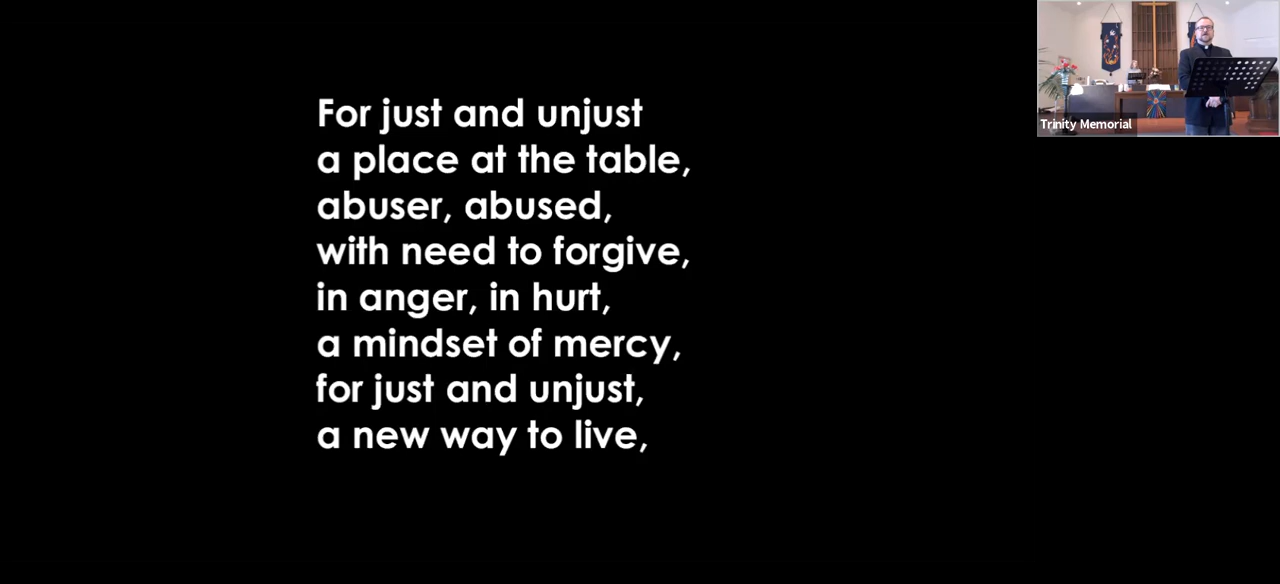 For just and unjust
a place at the table,
abuser, abused,
with need to forgive,
in anger, in hurt,
a mindset of mercy,
for just and unjust,
a new way to live,
Trinity Memorial